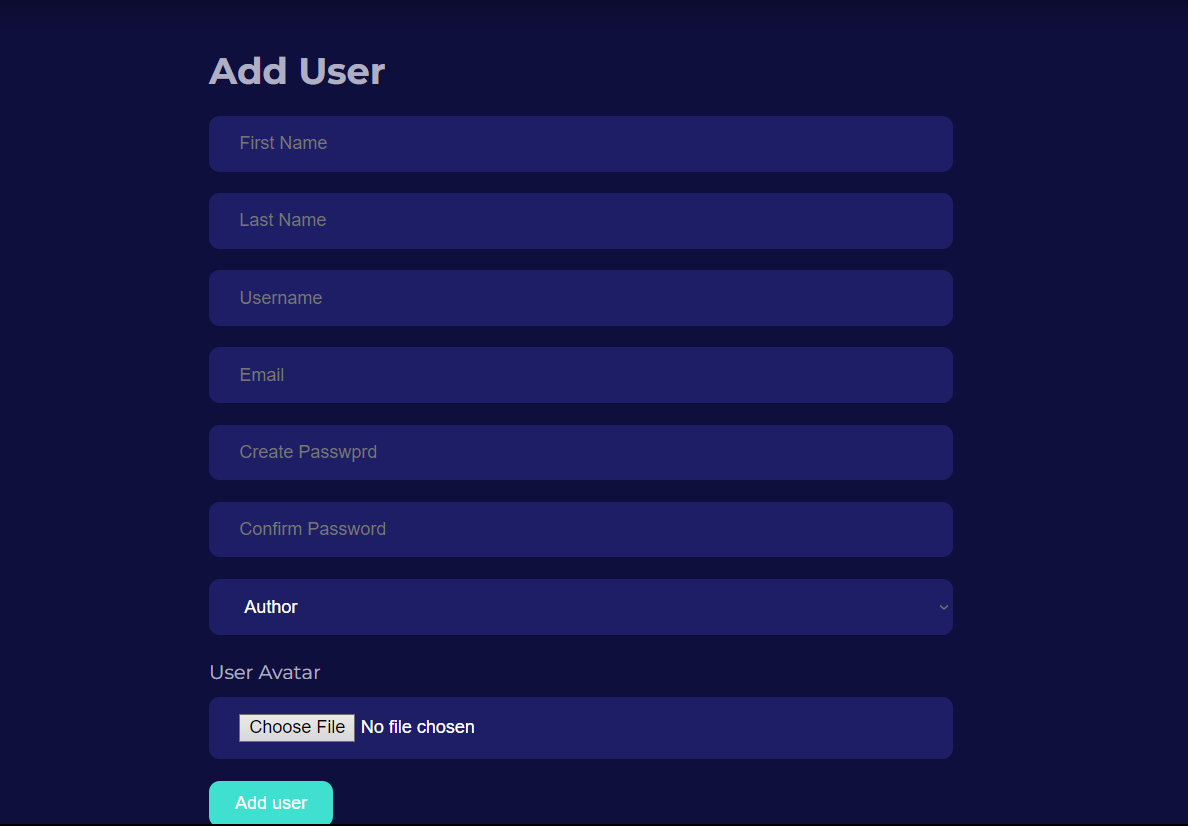 Add User
First Name
Last Name
Username
Email
Create Passwprd
Confirm Password
Author
User Avatar
Choose File No file chosen
Add user